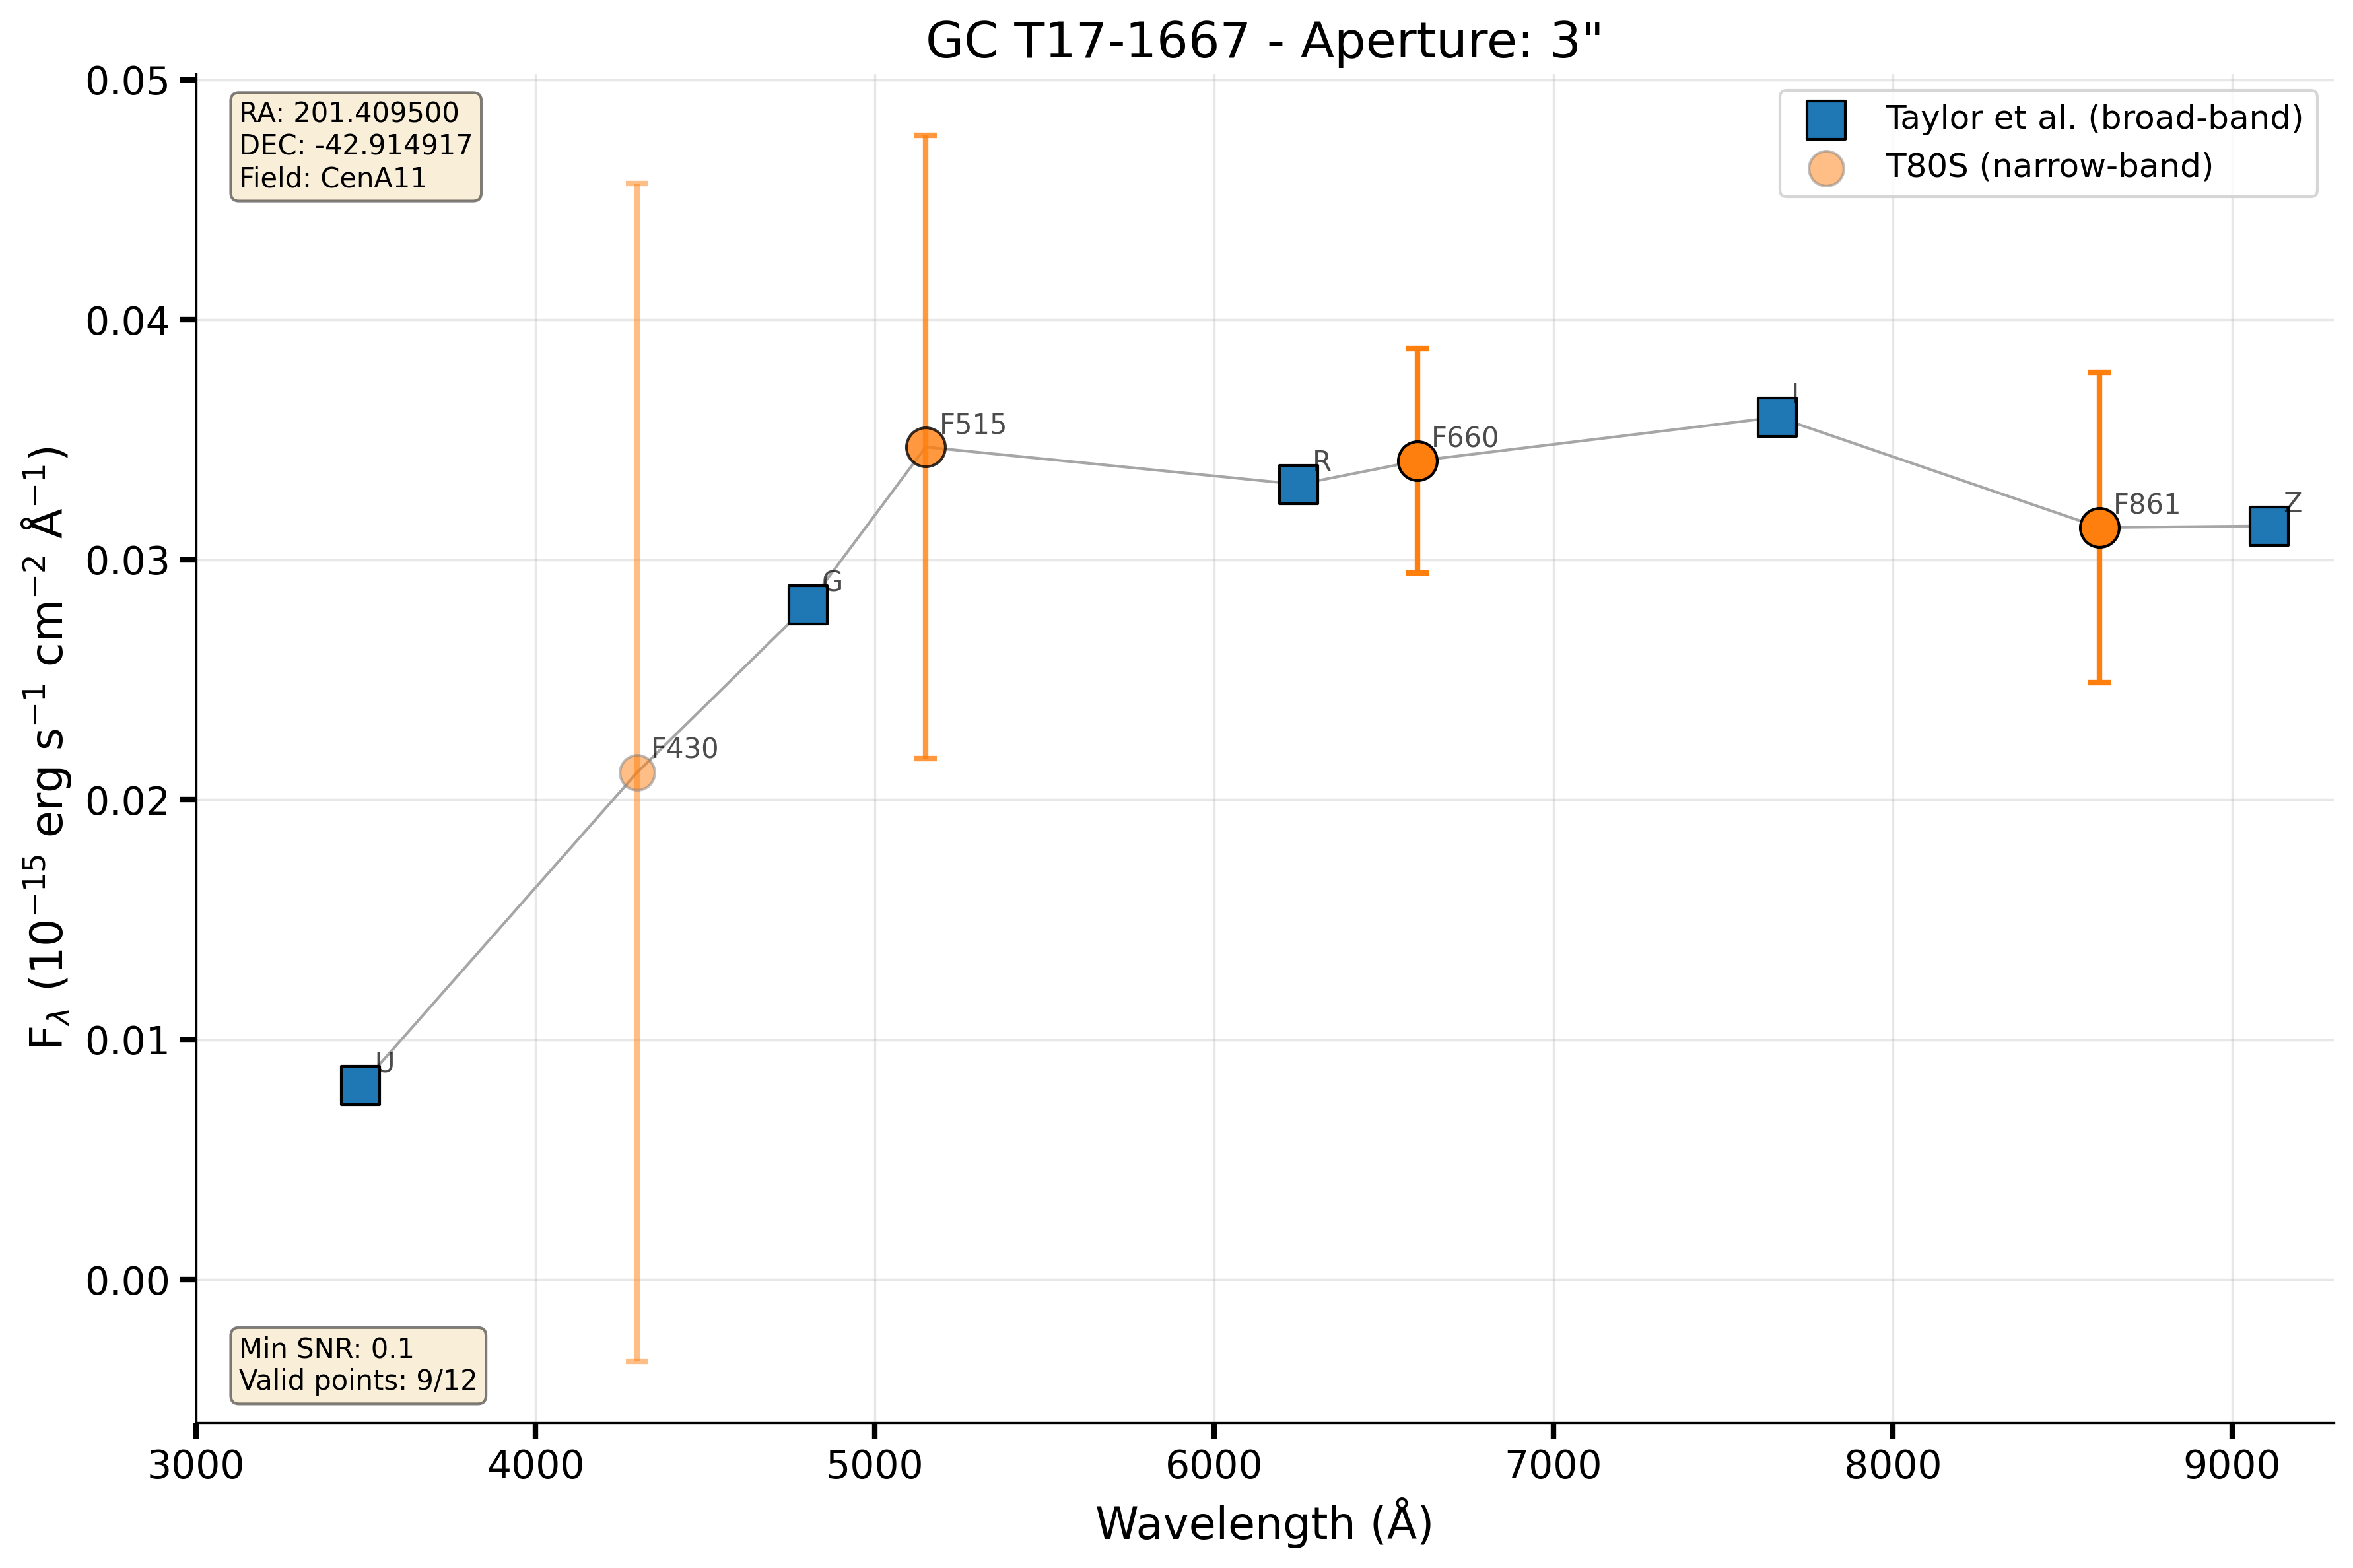 GC T17-1667 - Aperture: 3"
RA: 201.409500
DEC: -42.914917
Field: CenA11
Taylor et al. (broad-band)
T80S (narrow-band)
F515
F660
I
R
F861
Z
G
F430
U
Min SNR: 0.1
Valid points: 9/12
0.05
0.04
0.03
0.02
0.01
0.00
F_λ (10⁻¹⁵ erg s⁻¹ cm⁻² Å⁻¹)
3000 4000 5000 6000 7000 8000 9000
Wavelength (Å)